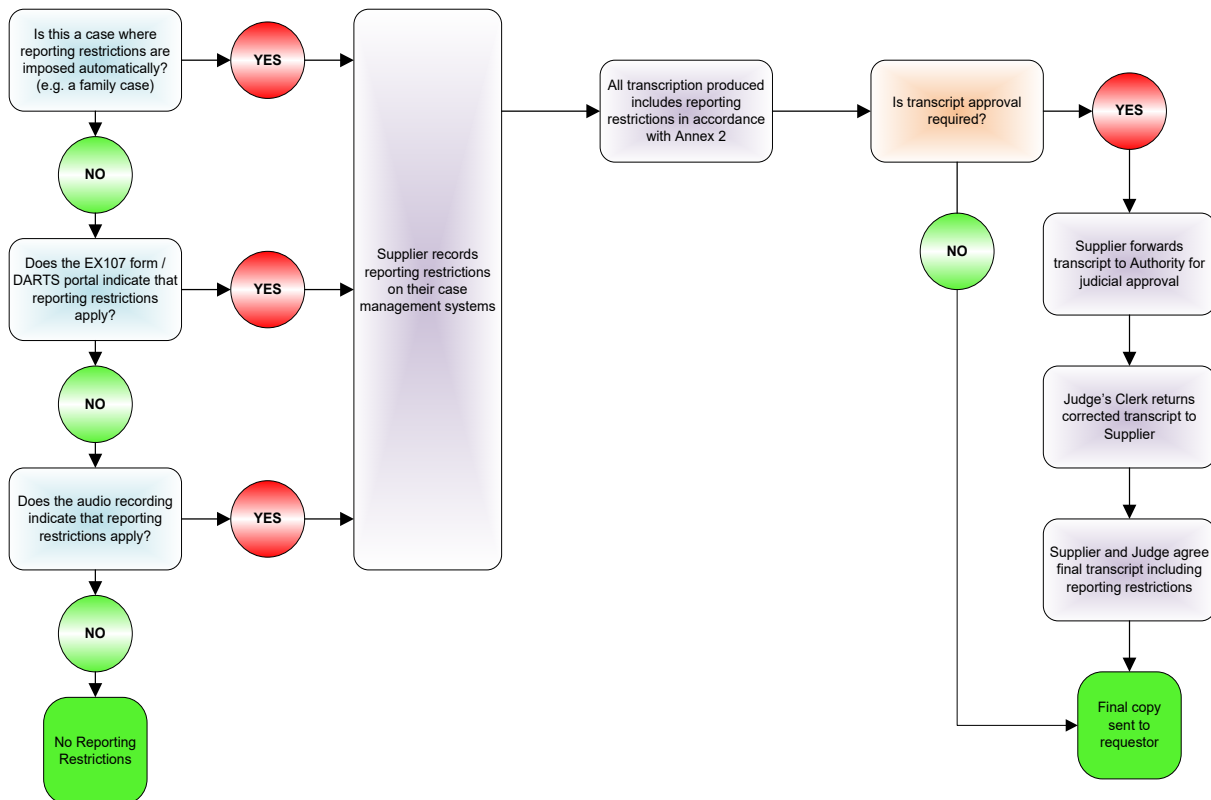 Is this a case where
reporting restrictions are
imposed automatically?
(e.g. a family case)
YES
NO
Does the EX107 form /
DARTS portal indicate that
reporting restrictions
apply?
YES
NO
Does the audio recording
indicate that reporting
restrictions apply?
YES
NO
No Reporting
Restrictions
Supplier records
reporting restrictions
on their case
management systems
All transcription produced
includes reporting
restrictions in accordance
with Annex 2
Is transcript approval
required?
YES
NO
Supplier forwards
transcript to Authority for
judicial approval
Judge’s Clerk returns
corrected transcript to
Supplier
Supplier and Judge agree
final transcript including
reporting restrictions
Final copy
sent to
requestor